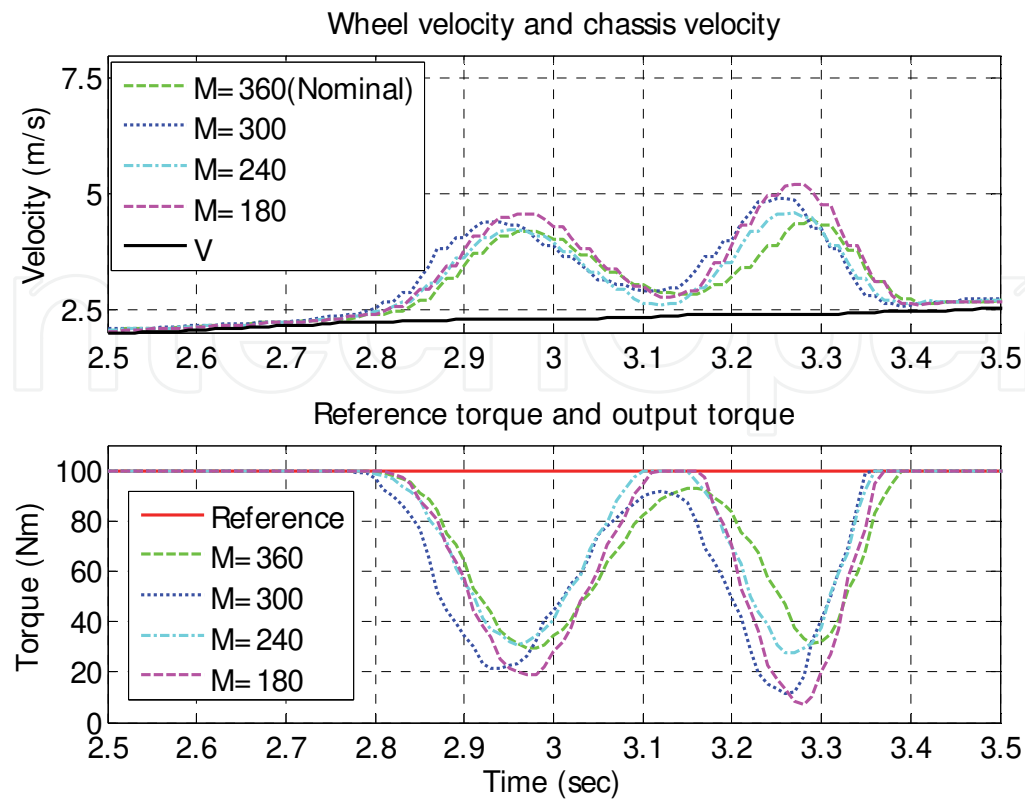 Wheel velocity and chassis velocity
Velocity (m/s)
7.5
5
2.5
M=360(Nominal)
M=300
M=240
M=180
V
2.5 2.6 2.7 2.8 2.9 3 3.1 3.2 3.3 3.4 3.5
Reference torque and output torque
Torque (Nm)
100
80
60
40
20
0
Reference
M=360
M=300
M=240
M=180
2.5 2.6 2.7 2.8 2.9 3 3.1 3.2 3.3 3.4 3.5
Time (sec)